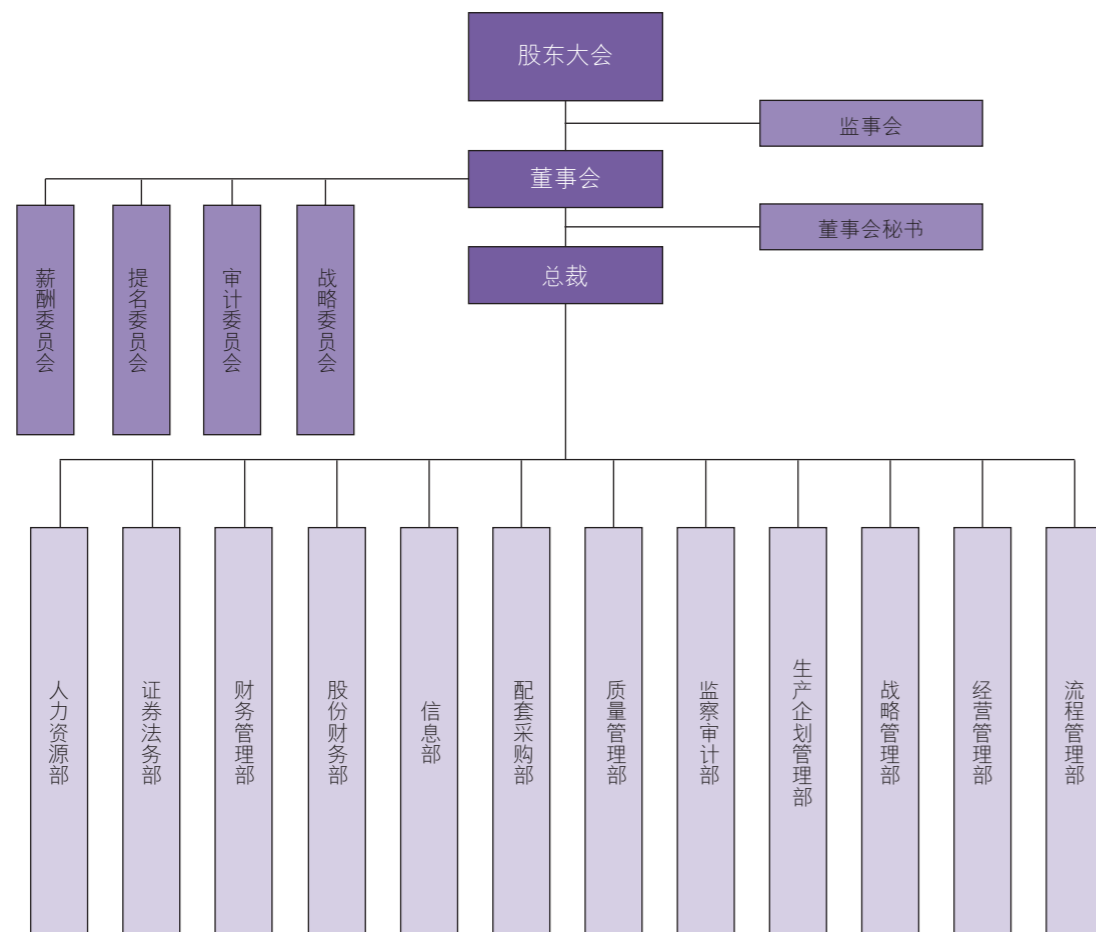 股东大会
监事会
董事会
董事会秘书
总裁
薪酬委员会
提名委员会
审计委员会
战略委员会
人力资源部
证券法务部
财务管理部
股份财务部
信息部
配套采购部
质量管理部
监察审计部
生产企划管理部
战略管理部
经营管理部
流程管理部